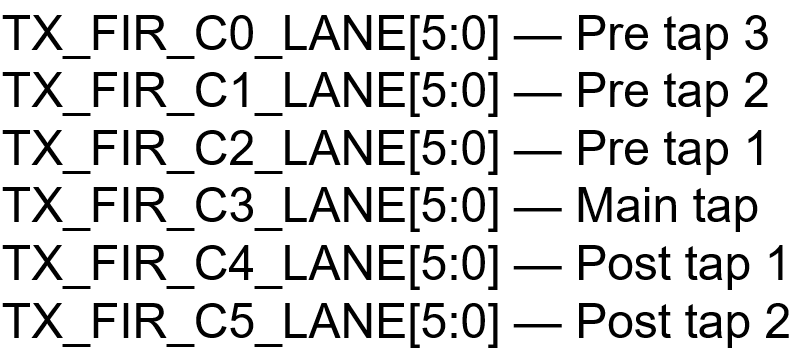 TX_FIR_C0_LANE[5:0] — Pre tap 3
TX_FIR_C1_LANE[5:0] — Pre tap 2
TX_FIR_C2_LANE[5:0] — Pre tap 1
TX_FIR_C3_LANE[5:0] — Main tap
TX_FIR_C4_LANE[5:0] — Post tap 1
TX_FIR_C5_LANE[5:0] — Post tap 2